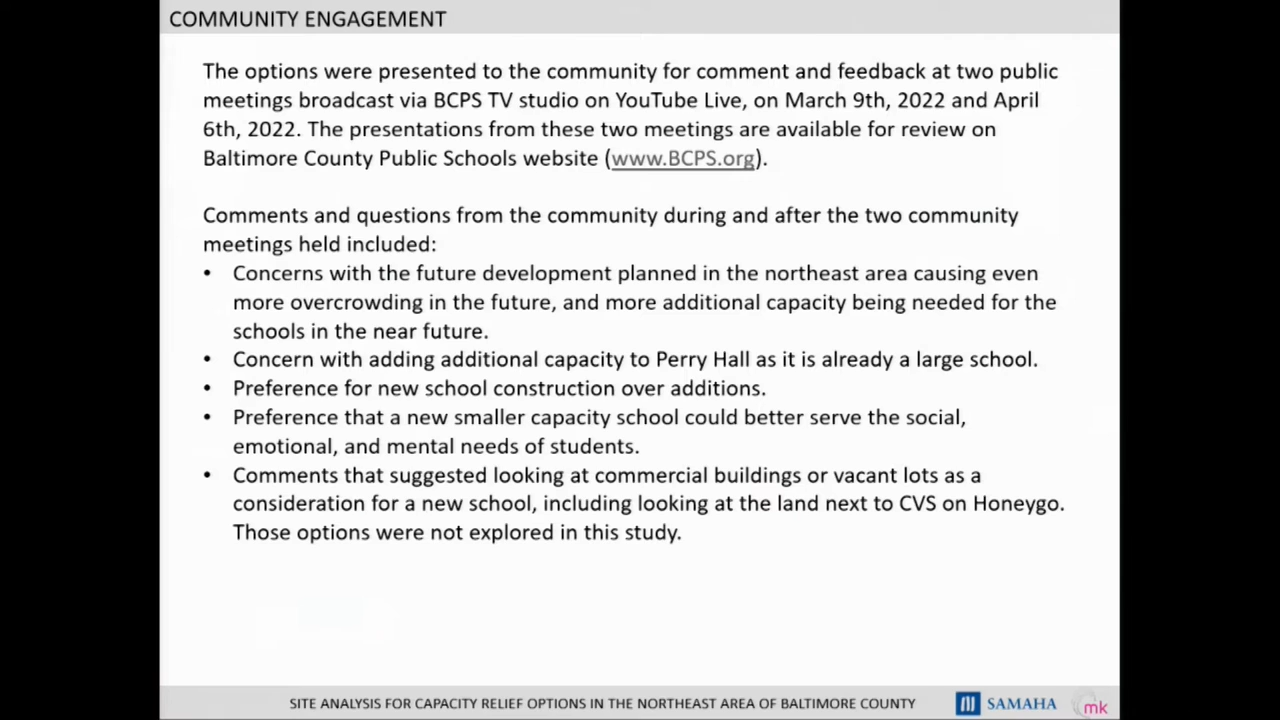 COMMUNITY ENGAGEMENT
The options were presented to the community for comment and feedback at two public
meetings broadcast via BCPS TV studio on YouTube Live, on March 9th, 2022 and April
6th, 2022. The presentations from these two meetings are available for review on
Baltimore County Public Schools website (www.BCPS.org).
Comments and questions from the community during and after the two community
meetings held included:
• Concerns with the future development planned in the northeast area causing even
more overcrowding in the future, and more additional capacity being needed for the
schools in the near future.
• Concern with adding additional capacity to Perry Hall as it is already a large school.
• Preference for new school construction over additions.
• Preference that a new smaller capacity school could better serve the social,
emotional, and mental needs of students.
• Comments that suggested looking at commercial buildings or vacant lots as a
consideration for a new school, including looking at the land next to CVS on Honeygo.
Those options were not explored in this study.
SITE ANALYSIS FOR CAPACITY RELIEF OPTIONS IN THE NORTHEAST AREA OF BALTIMORE COUNTY
SAMAHA
mk